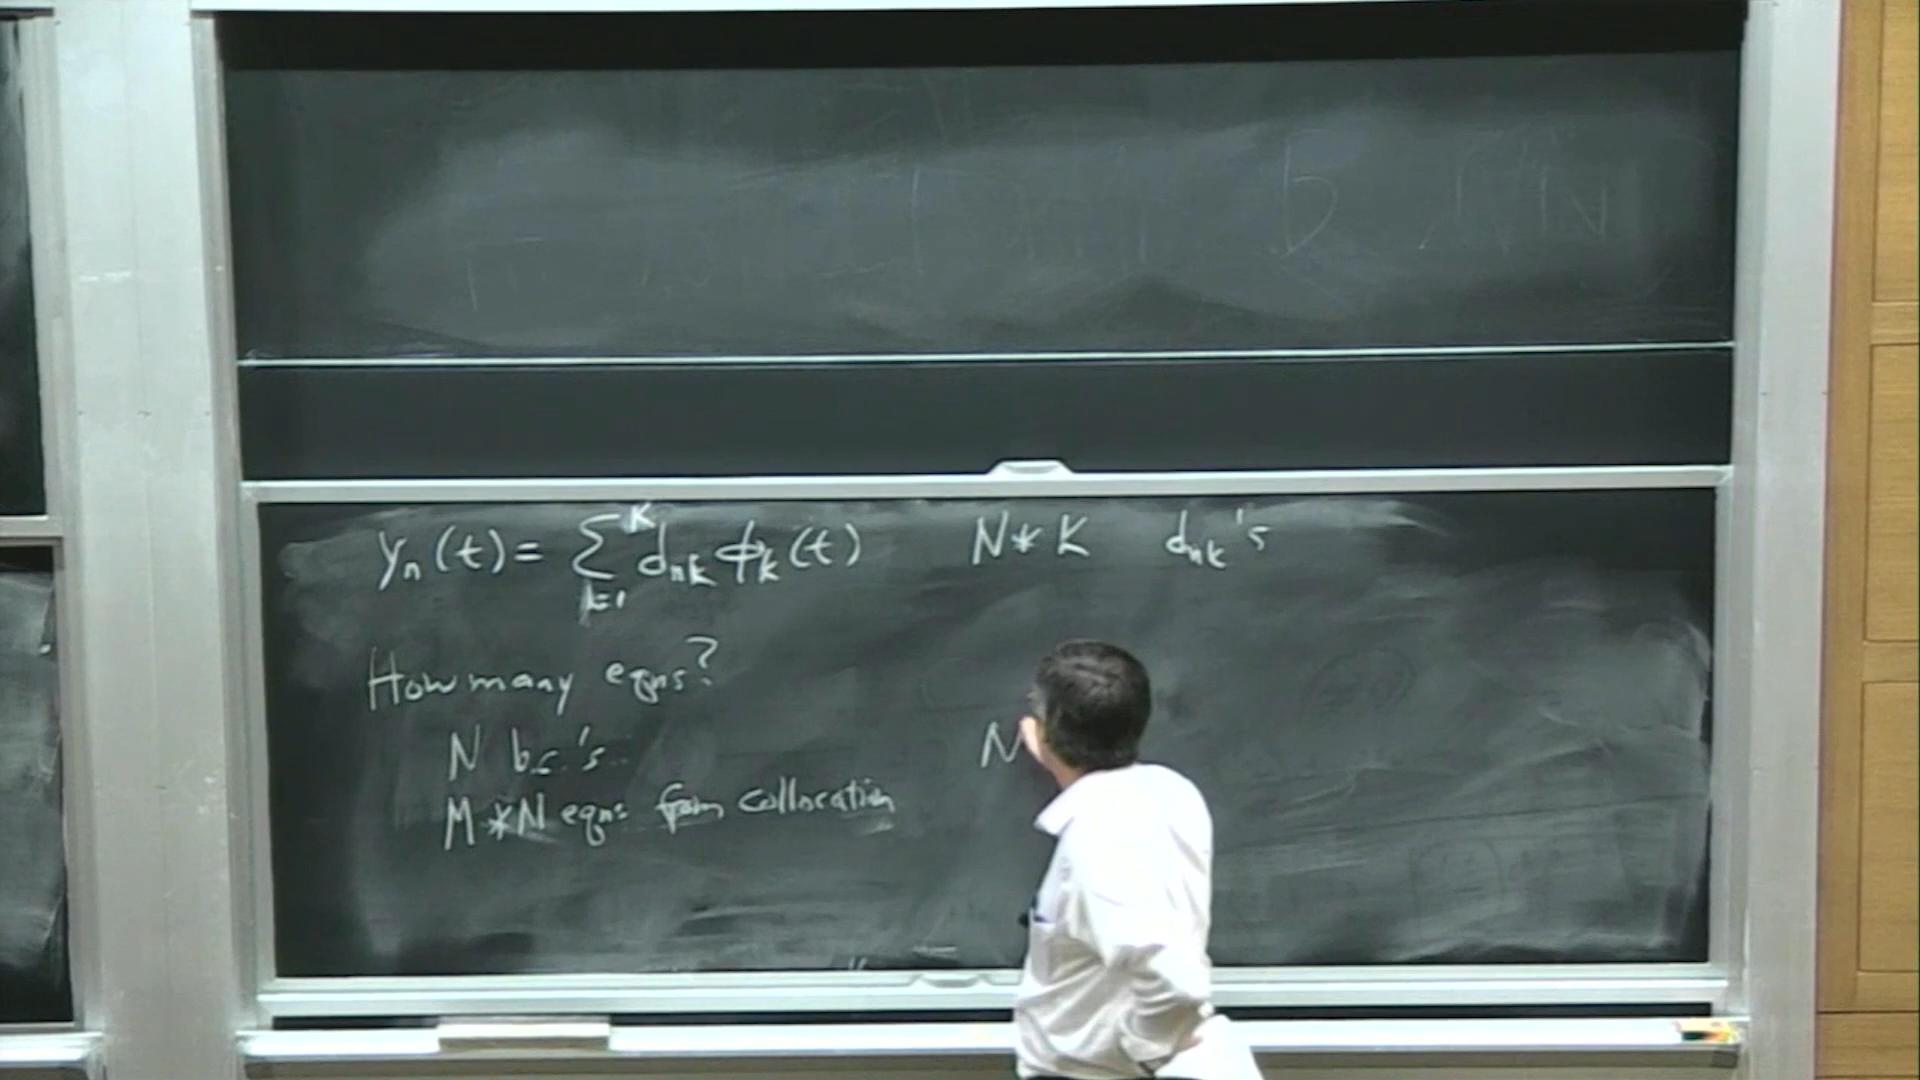 yₙ(t) = Σ_{k=1}^{K} dₙₖ φₖ(t) N*K dₙₖ's
How many eqns?
N b.c.'s
N
M*N eqns from collocation